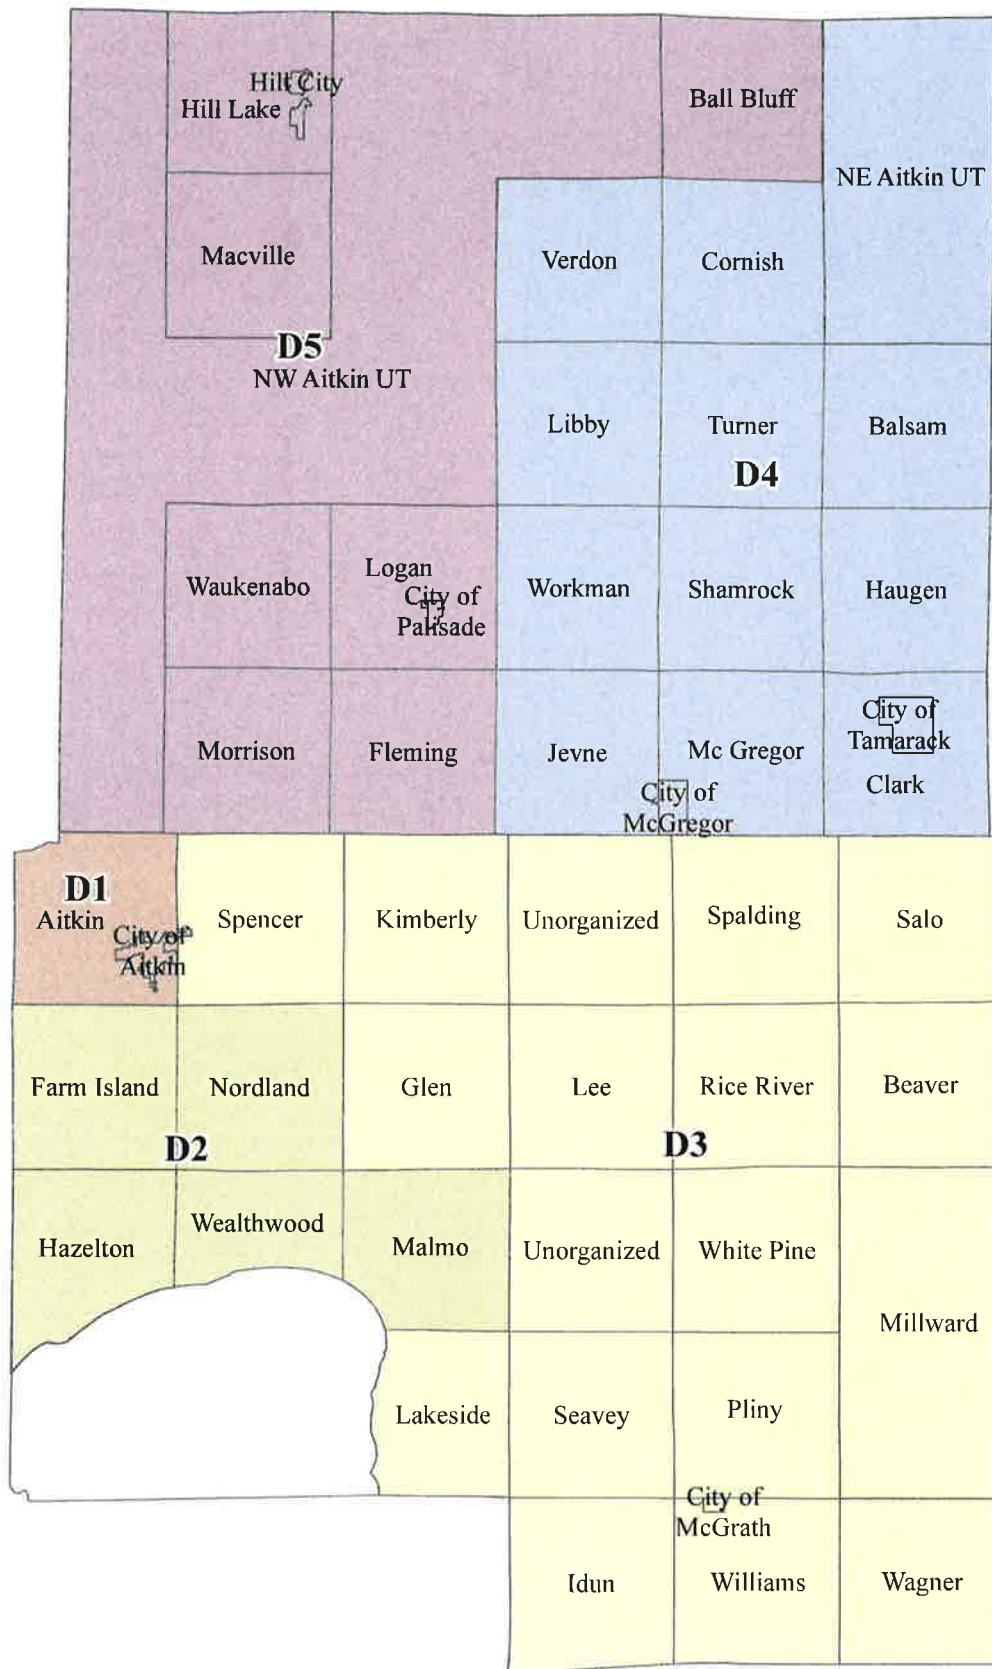 Hill City
Hill Lake
Ball Bluff
NE Aitkin UT
Macville
Verdon
Cornish
D5
NW Aitkin UT
Libby
Turner
Balsam
D4
Waukenabo
Logan
City of
Palisade
Workman
Shamrock
Haugen
Morrison
Fleming
Jevne
Mc Gregor
City of
McGregor
City of
Tamarack
Clark
D1
Aitkin
City of
Aitkin
Spencer
Kimberly
Unorganized
Spalding
Salo
Farm Island
Nordland
Glen
Lee
Rice River
Beaver
D2
D3
Hazelton
Wealthwood
Malmo
Unorganized
White Pine
Millward
Lakeside
Seavey
Pliny
City of
McGrath
Idun
Williams
Wagner